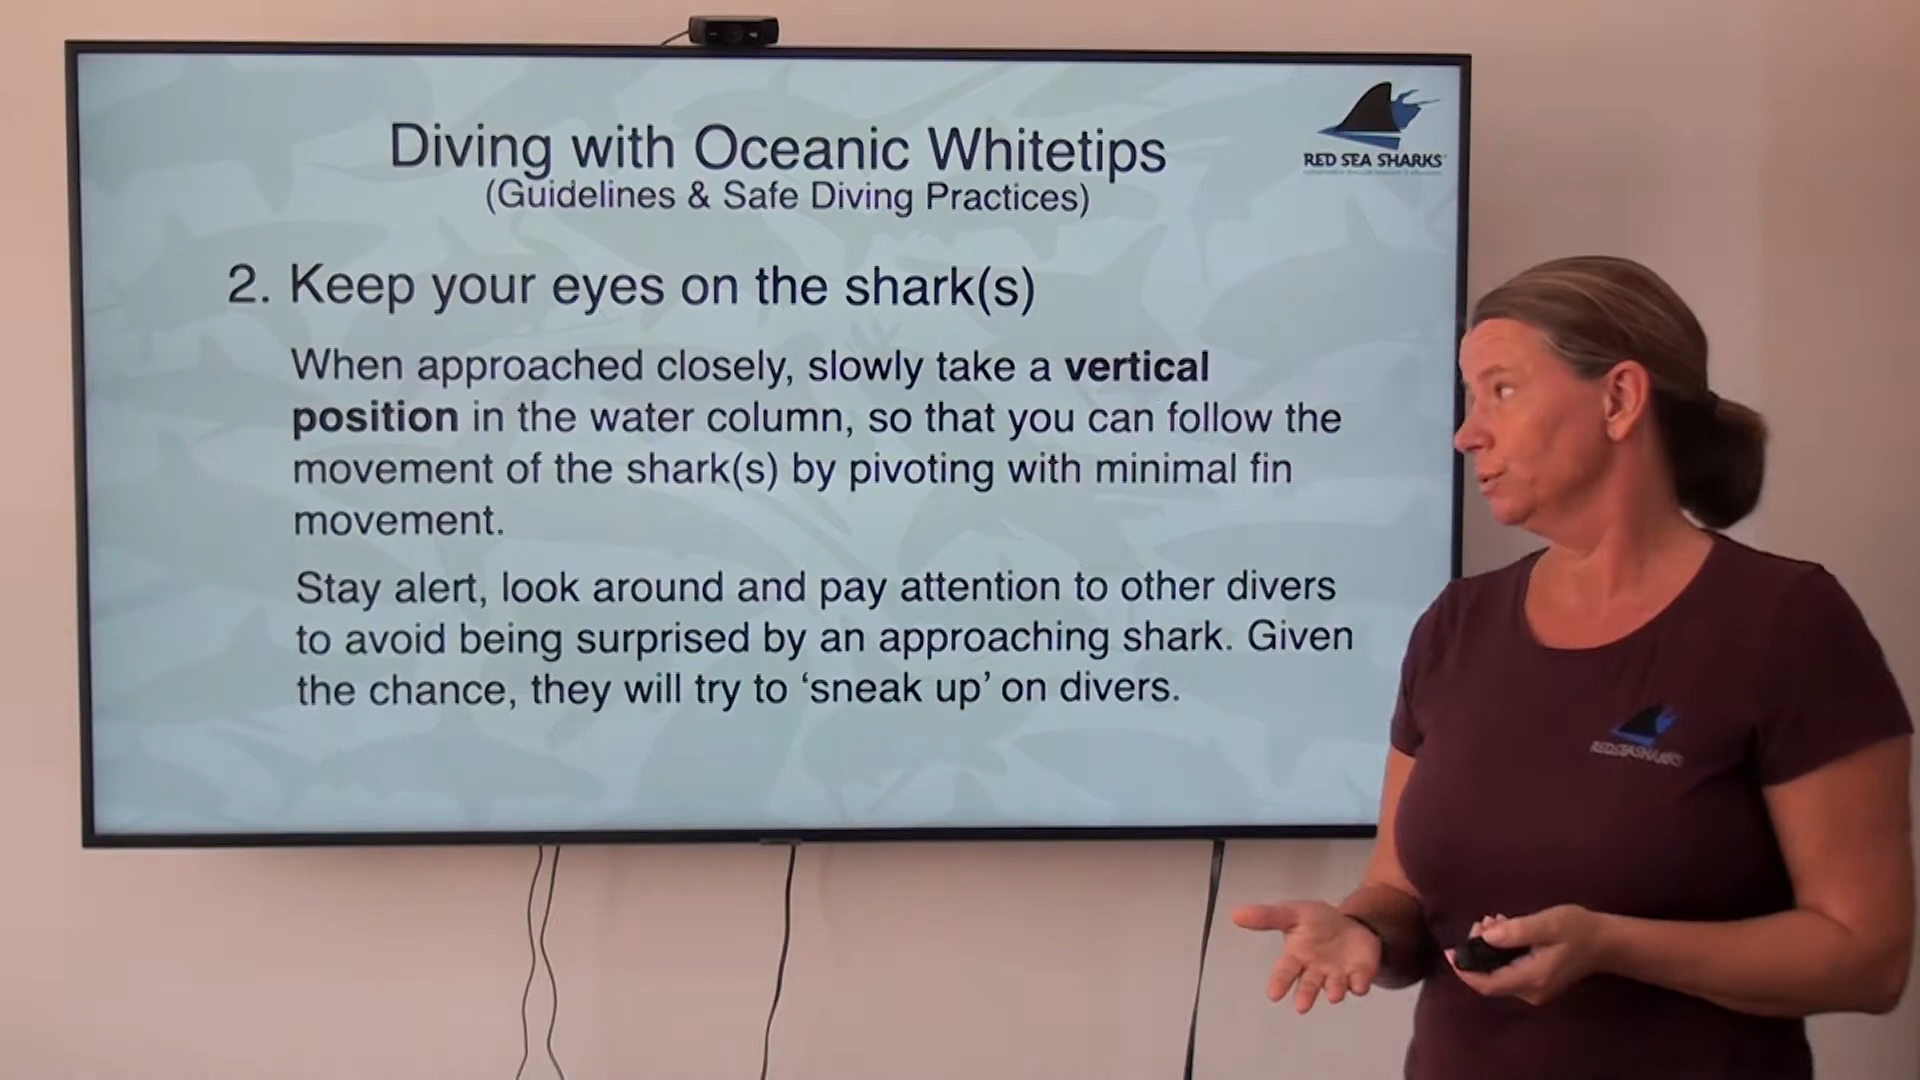 Diving with Oceanic Whitetips
(Guidelines & Safe Diving Practices)
RED SEA SHARKS
2. Keep your eyes on the shark(s)
When approached closely, slowly take a vertical
position in the water column, so that you can follow the
movement of the shark(s) by pivoting with minimal fin
movement.
Stay alert, look around and pay attention to other divers
to avoid being surprised by an approaching shark. Given
the chance, they will try to ‘sneak up’ on divers.
REDSEASHARKS